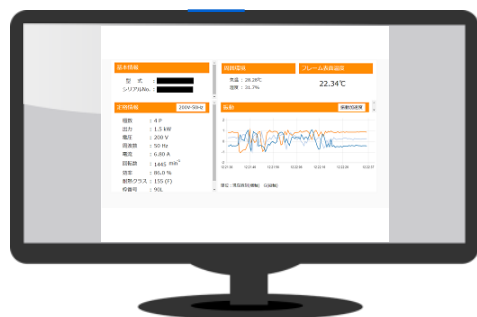 基本情報
型 式 :
シリアルNo. :
周囲環境
気温 : 28.28℃
湿度 : 31.7%
フレーム表面温度
22.34℃
定格情報
200V-50Hz
極数 : 4 P
出力 : 1.5 kW
電圧 : 200 V
周波数 : 50 Hz
電流 : 6.80 A
回転数 : 1445 min⁻¹
効率 : 86.0 %
耐熱クラス : 155 (F)
枠番号 : 90L
振動
振動加速度